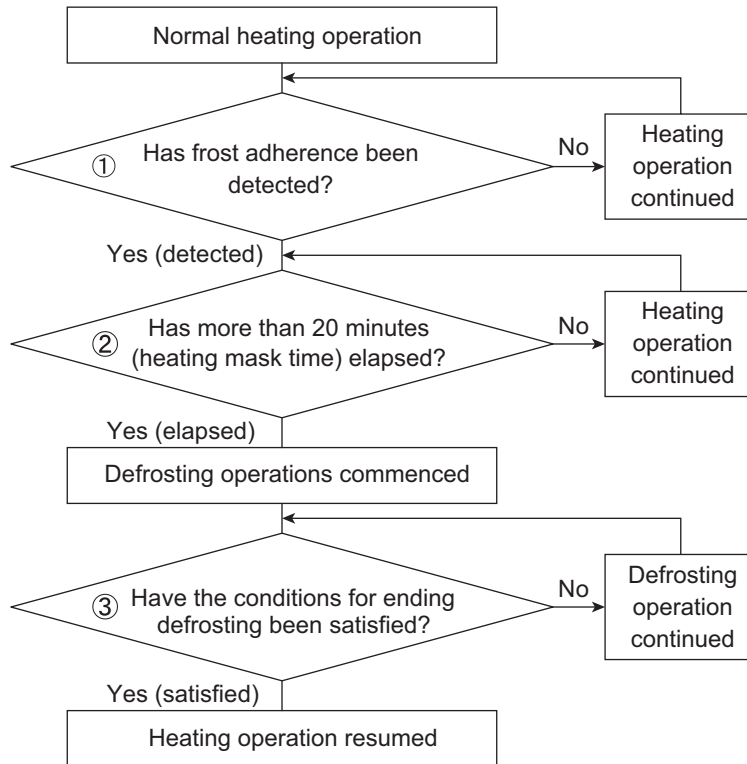 Normal heating operation
① Has frost adherence been
detected?
No
Heating
operation
continued
Yes (detected)
② Has more than 20 minutes
(heating mask time) elapsed?
No
Heating
operation
continued
Yes (elapsed)
Defrosting operations commenced
③ Have the conditions for ending
defrosting been satisfied?
No
Defrosting
operation
continued
Yes (satisfied)
Heating operation resumed